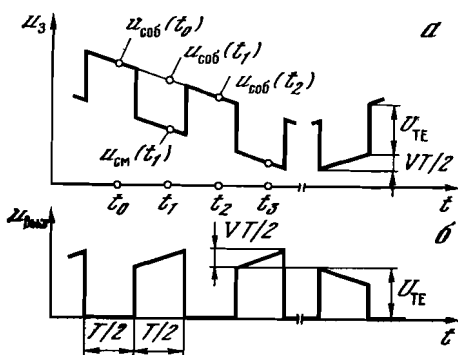 u₃
u_соб(t₀)
а
u_соб(t₁)
u_соб(t₂)
u_см(t₁)
U_TE
VT/2
t₀ t₁ t₂ t₃ t
u_вых
VT/2
б
U_TE
T/2 T/2
t